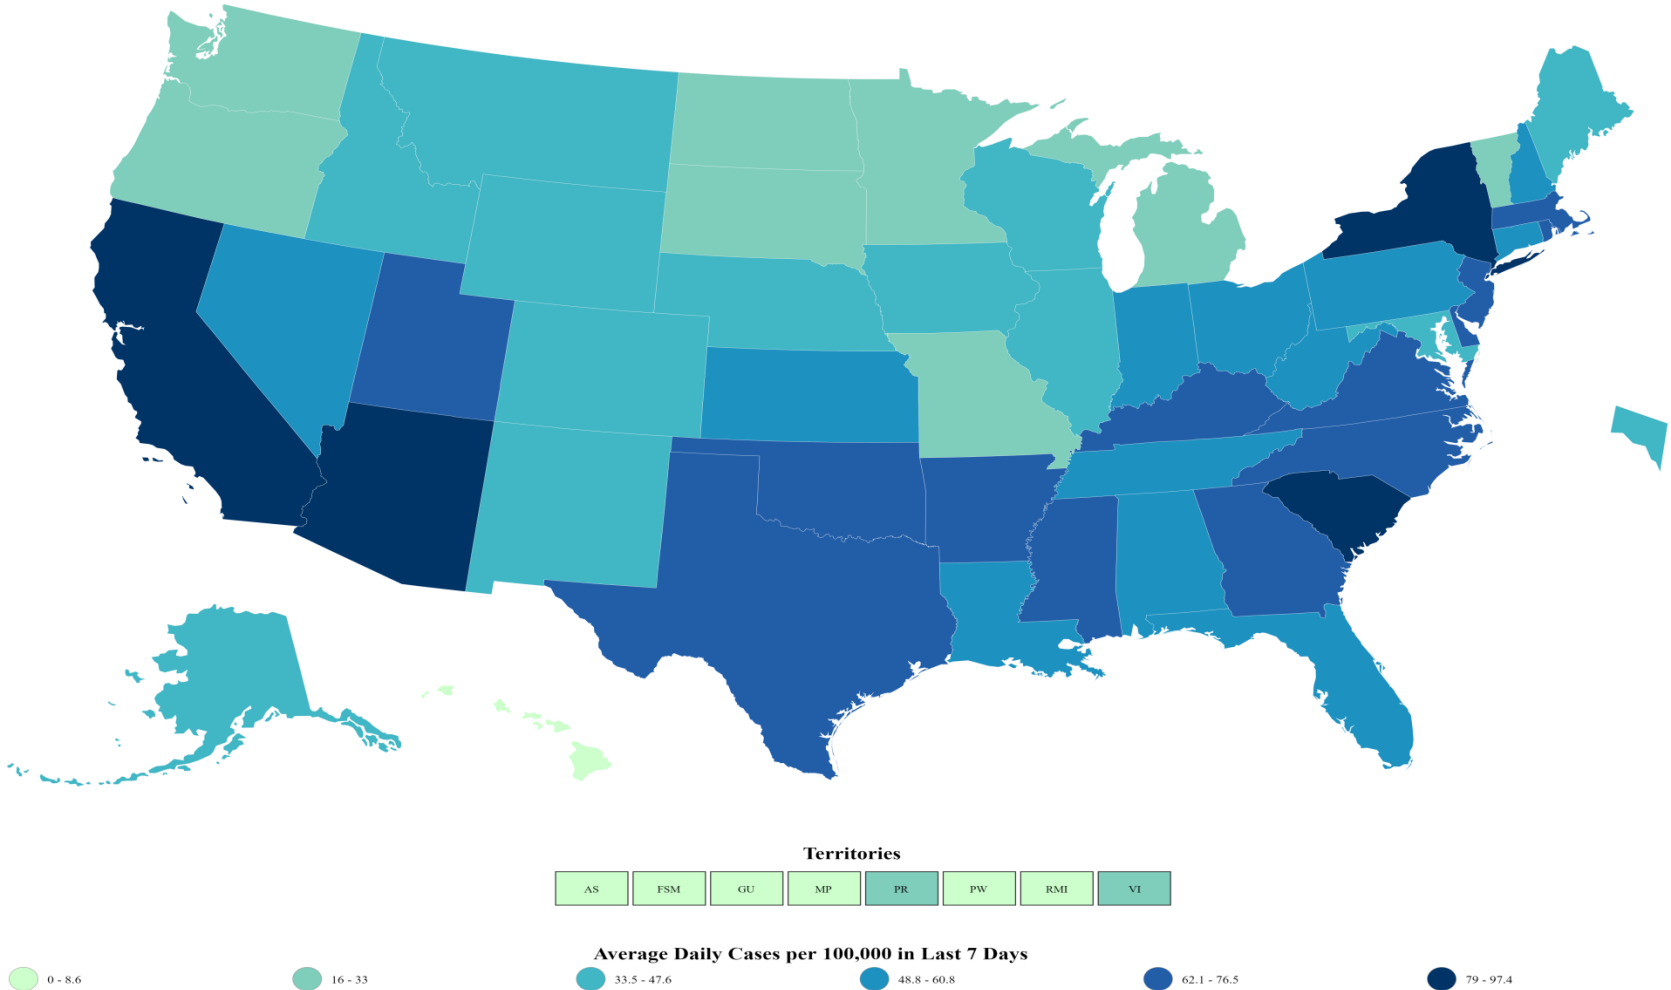 Territories
AS FSM GU MP PR PW RMI VI
Average Daily Cases per 100,000 in Last 7 Days
0 - 8.6 16 - 33 33.5 - 47.6 48.8 - 60.8 62.1 - 76.5 79 - 97.4